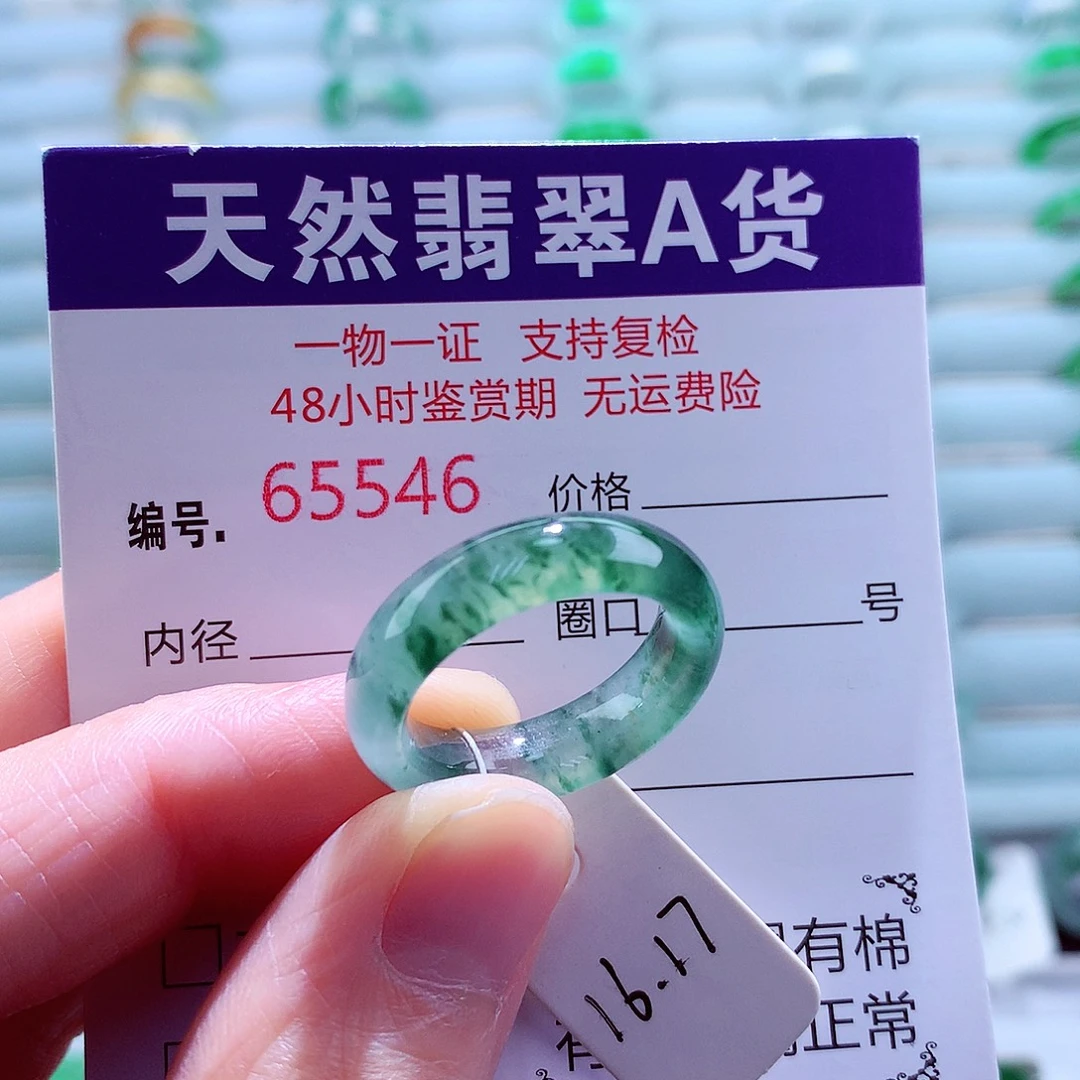 天然翡翠A货
一物一证 支持复检
48小时鉴赏期 无运费险
编号. 65546 价格
内径 圈口 号
16.17
有棉
正常